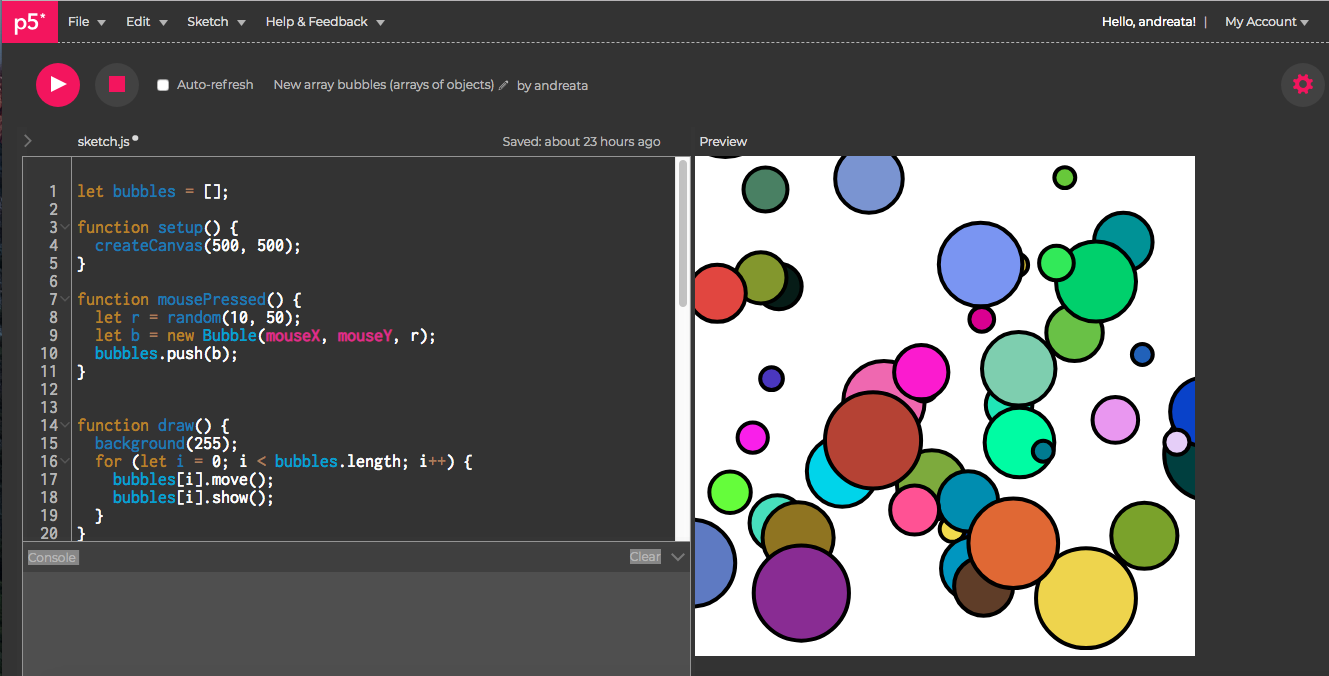 p5* File Edit Sketch Help & Feedback Hello, andreata! | My Account
Auto-refresh New array bubbles (arrays of objects) by andreata
sketch.js Saved: about 23 hours ago Preview
1 let bubbles = [];
2
3 function setup() {
4   createCanvas(500, 500);
5 }
6
7 function mousePressed() {
8   let r = random(10, 50);
9   let b = new Bubble(mouseX, mouseY, r);
10   bubbles.push(b);
11 }
12
13
14 function draw() {
15   background(255);
16   for (let i = 0; i < bubbles.length; i++) {
17     bubbles[i].move();
18     bubbles[i].show();
19   }
20 }
Console Clear